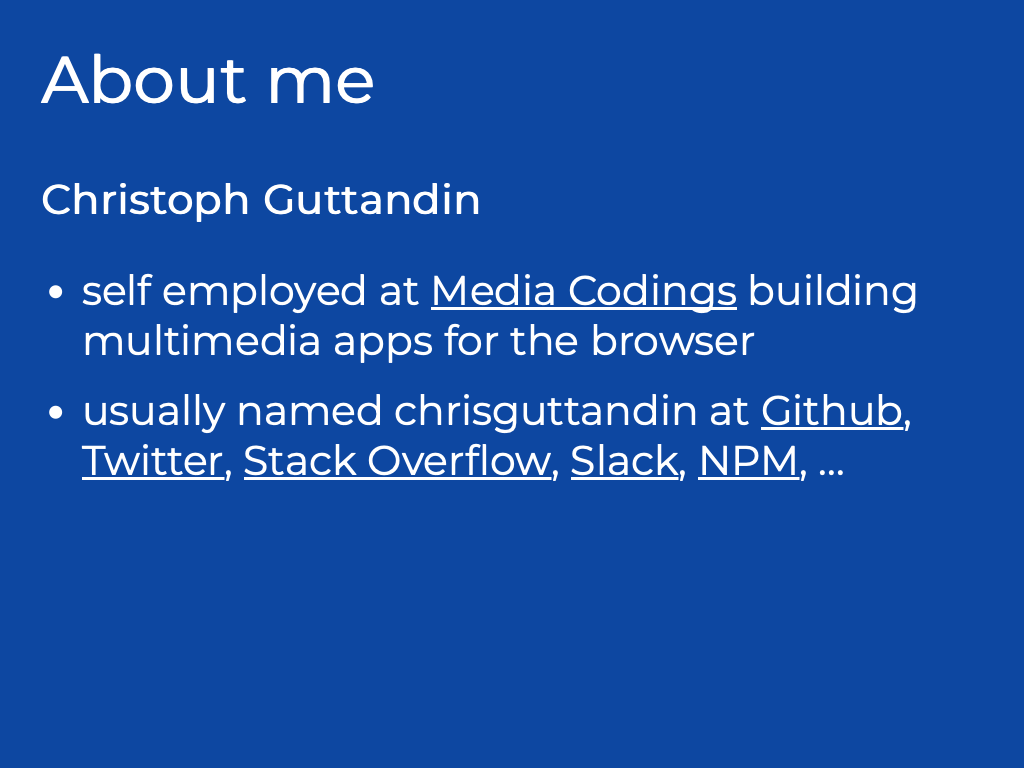 About me
Christoph Guttandin
• self employed at Media Codings building
multimedia apps for the browser
• usually named chrisguttandin at Github,
Twitter, Stack Overflow, Slack, NPM, ...